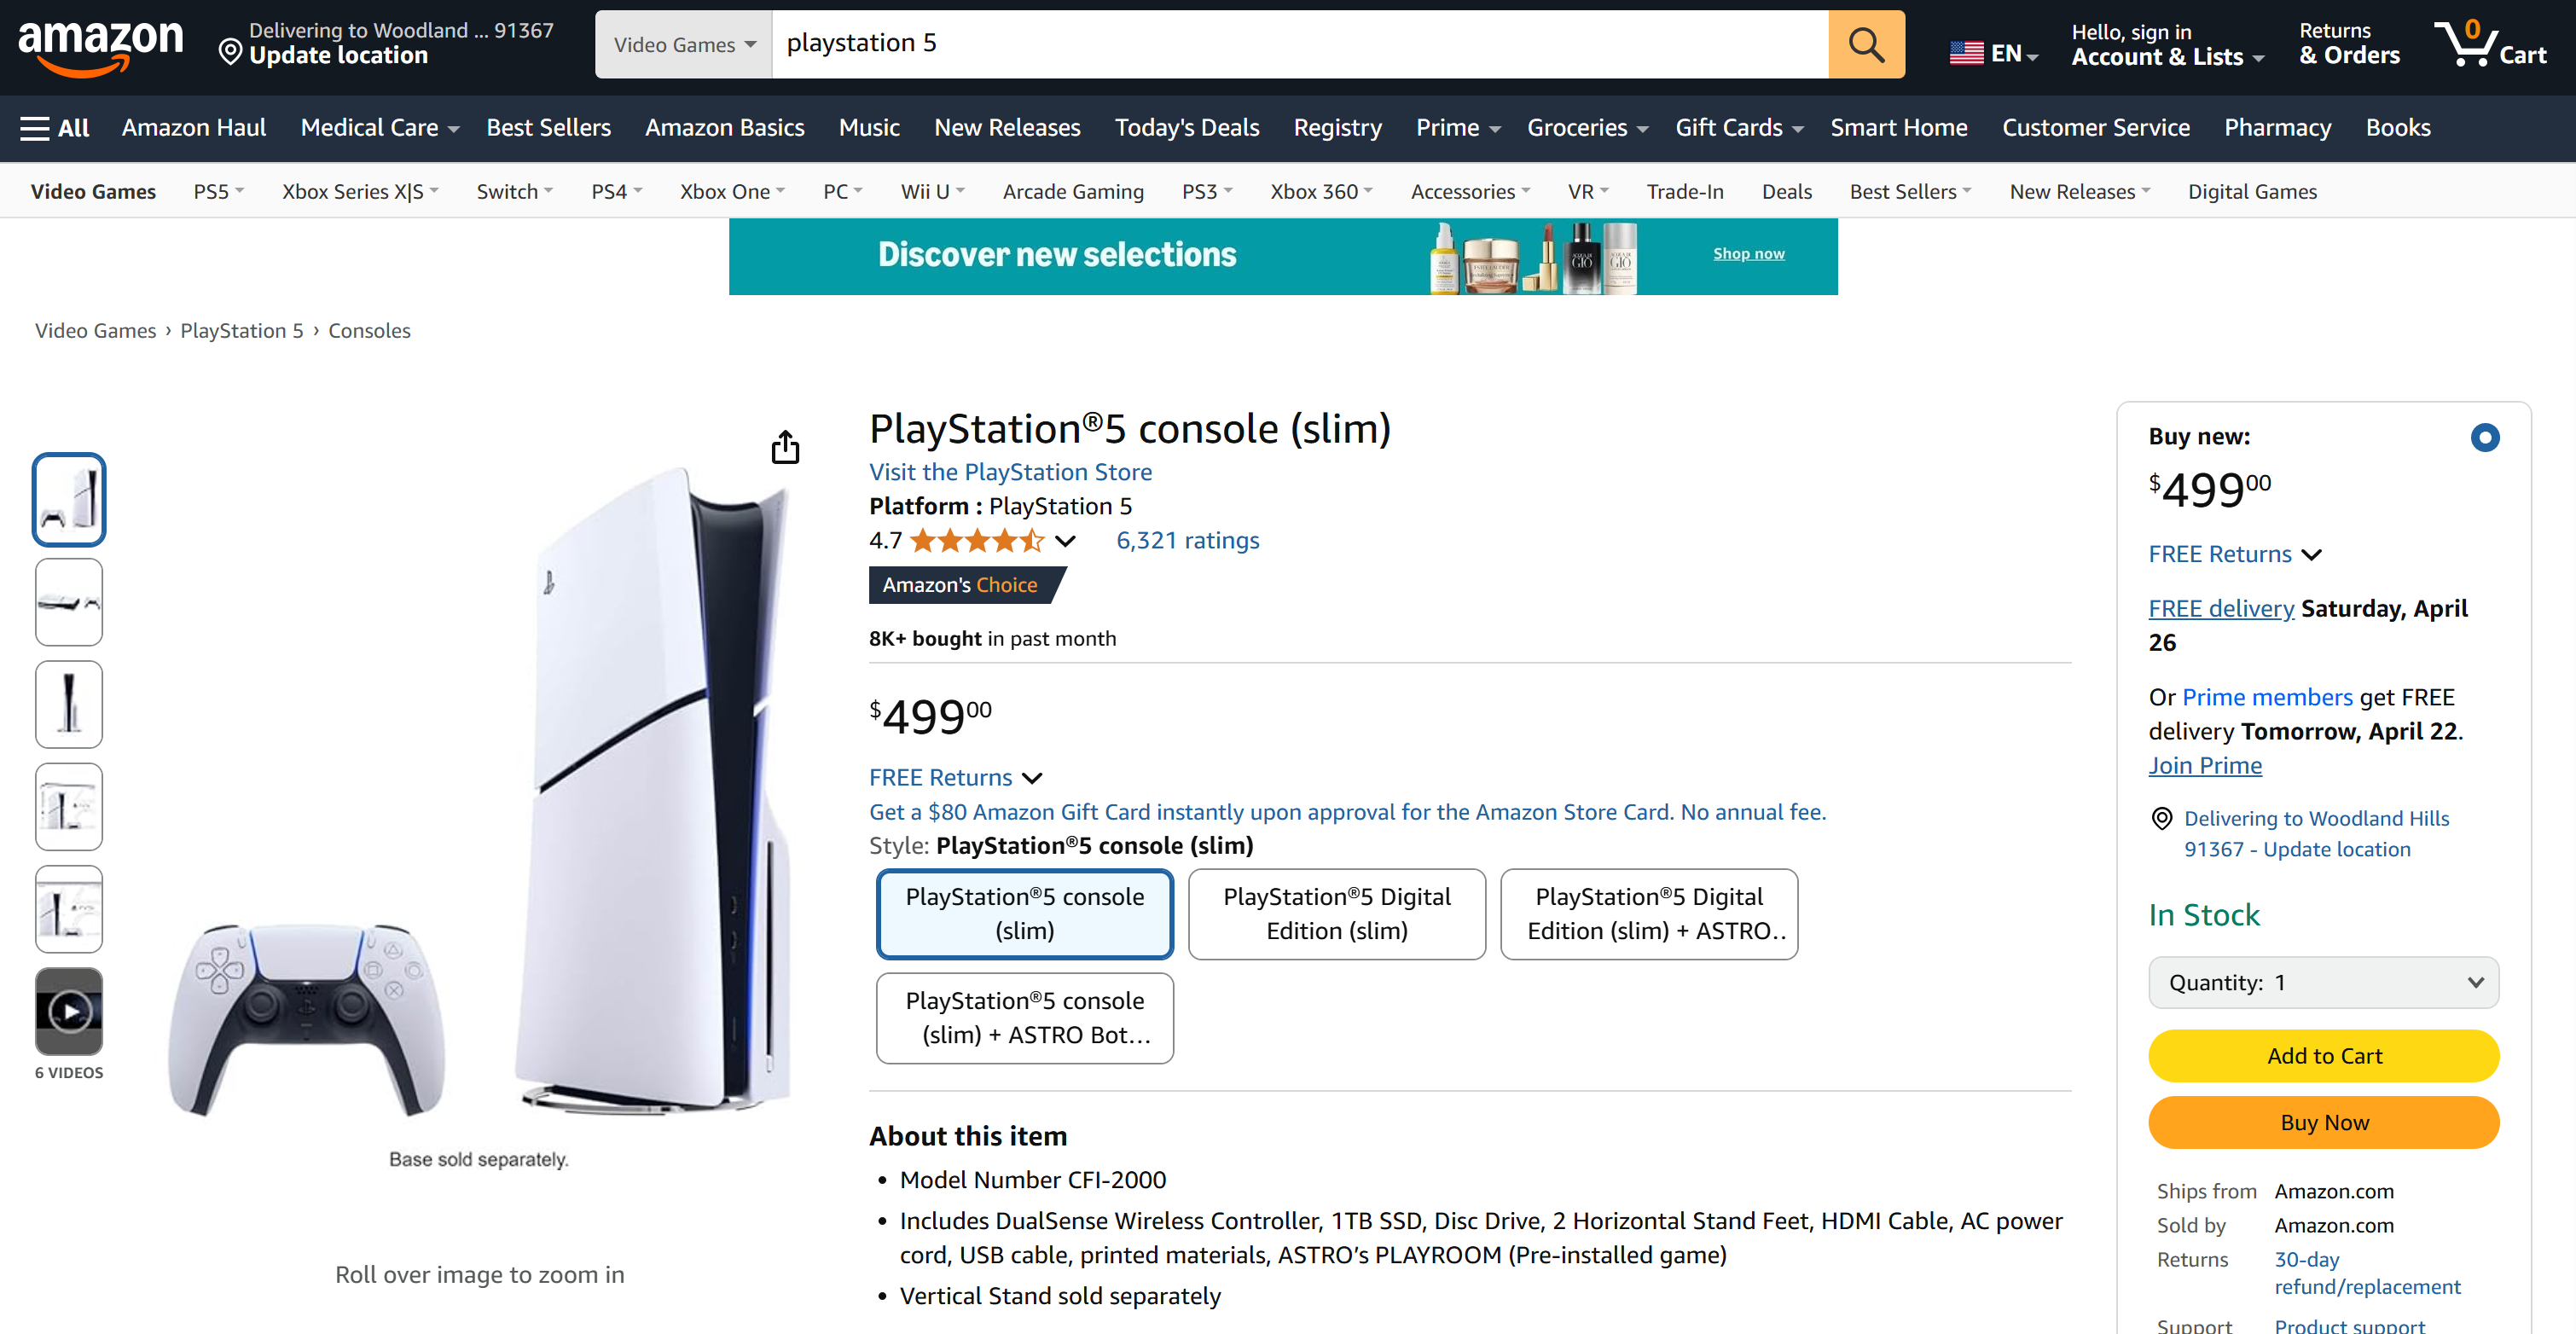 amazon
Delivering to Woodland ... 91367
Update location
Video Games
playstation 5
EN
Hello, sign in
Account & Lists
Returns
& Orders
0
Cart
All
Amazon Haul
Medical Care
Best Sellers
Amazon Basics
Music
New Releases
Today's Deals
Registry
Prime
Groceries
Gift Cards
Smart Home
Customer Service
Pharmacy
Books
Video Games
PS5
Xbox Series X|S
Switch
PS4
Xbox One
PC
Wii U
Arcade Gaming
PS3
Xbox 360
Accessories
VR
Trade-In
Deals
Best Sellers
New Releases
Digital Games
Discover new selections
Shop now
Video Games › PlayStation 5 › Consoles
6 VIDEOS
Base sold separately.
Roll over image to zoom in
PlayStation®5 console (slim)
Visit the PlayStation Store
Platform : PlayStation 5
4.7
6,321 ratings
Amazon's Choice
8K+ bought in past month
$49900
FREE Returns
Get a $80 Amazon Gift Card instantly upon approval for the Amazon Store Card. No annual fee.
Style: PlayStation®5 console (slim)
PlayStation®5 console
(slim)
PlayStation®5 Digital
Edition (slim)
PlayStation®5 Digital
Edition (slim) + ASTRO..
PlayStation®5 console
(slim) + ASTRO Bot...
About this item
• Model Number CFI-2000
• Includes DualSense Wireless Controller, 1TB SSD, Disc Drive, 2 Horizontal Stand Feet, HDMI Cable, AC power
cord, USB cable, printed materials, ASTRO’s PLAYROOM (Pre-installed game)
• Vertical Stand sold separately
Buy new:
$49900
FREE Returns
FREE delivery Saturday, April
26
Or Prime members get FREE
delivery Tomorrow, April 22.
Join Prime
Delivering to Woodland Hills
91367 - Update location
In Stock
Quantity: 1
Add to Cart
Buy Now
Ships from Amazon.com
Sold by Amazon.com
Returns 30-day
refund/replacement
Support Product support